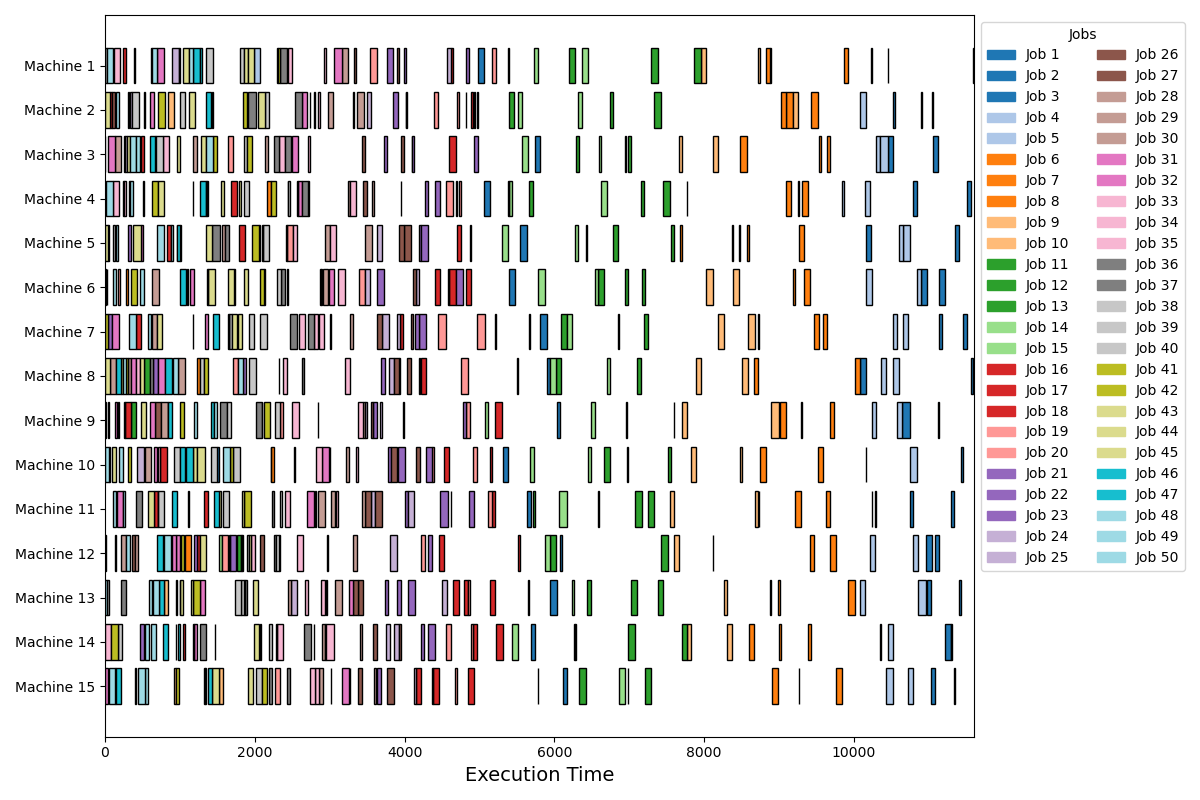 Machine 1
Machine 2
Machine 3
Machine 4
Machine 5
Machine 6
Machine 7
Machine 8
Machine 9
Machine 10
Machine 11
Machine 12
Machine 13
Machine 14
Machine 15
0 2000 4000 6000 8000 10000
Execution Time
Jobs
Job 1 Job 26
Job 2 Job 27
Job 3 Job 28
Job 4 Job 29
Job 5 Job 30
Job 6 Job 31
Job 7 Job 32
Job 8 Job 33
Job 9 Job 34
Job 10 Job 35
Job 11 Job 36
Job 12 Job 37
Job 13 Job 38
Job 14 Job 39
Job 15 Job 40
Job 16 Job 41
Job 17 Job 42
Job 18 Job 43
Job 19 Job 44
Job 20 Job 45
Job 21 Job 46
Job 22 Job 47
Job 23 Job 48
Job 24 Job 49
Job 25 Job 50